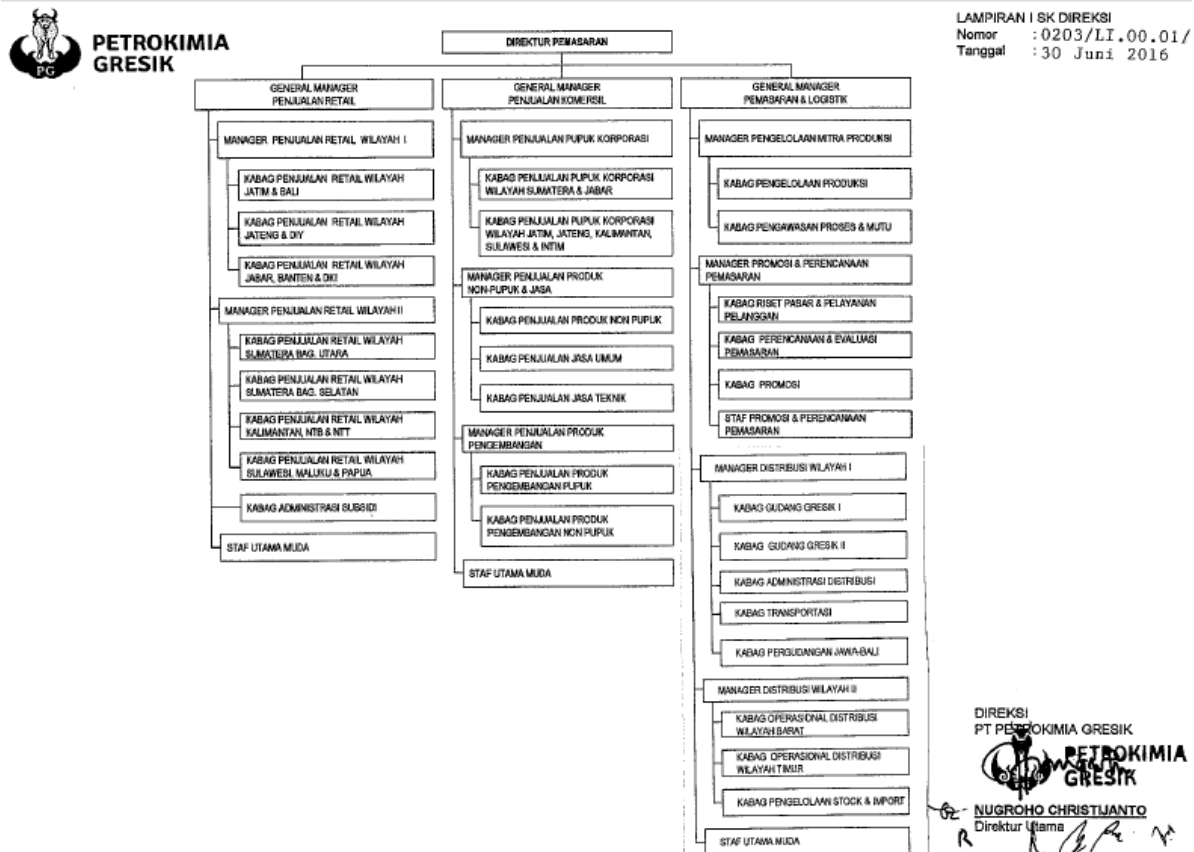 PETROKIMIA
GRESIK
PG
LAMPIRAN I SK DIREKSI
Nomor : 0203/LI.00.01/
Tanggal : 30 Juni 2016
DIREKTUR PEMASARAN
GENERAL MANAGER
PENJUALAN RETAIL
MANAGER PENJUALAN RETAIL WILAYAH I
KABAG PENJUALAN RETAIL WILAYAH
JATIM & BALI
KABAG PENJUALAN RETAIL WILAYAH
JATENG & DIY
KABAG PENJUALAN RETAIL WILAYAH
JABAR, BANTEN & DKI
MANAGER PENJUALAN RETAIL WILAYAH II
KABAG PENJUALAN RETAIL WILAYAH
SUMATERA BAG. UTARA
KABAG PENJUALAN RETAIL WILAYAH
SUMATERA BAG. SELATAN
KABAG PENJUALAN RETAIL WILAYAH
KALIMANTAN, NTB & NTT
KABAG PENJUALAN RETAIL WILAYAH
SULAWESI, MALUKU & PAPUA
KABAG ADMINISTRASI SUBSIDI
STAF UTAMA MUDA
GENERAL MANAGER
PENJUALAN KOMERSIL
MANAGER PENJUALAN PUPUK KORPORASI
KABAG PENJUALAN PUPUK KORPORASI
WILAYAH SUMATERA & JABAR
KABAG PENJUALAN PUPUK KORPORASI
WILAYAH JATIM, JATENG, KALIMANTAN,
SULAWESI & INTIM
MANAGER PENJUALAN PRODUK
NON-PUPUK & JASA
KABAG PENJUALAN PRODUK NON PUPUK
KABAG PENJUALAN JASA UMUM
KABAG PENJUALAN JASA TEKNIK
MANAGER PENJUALAN PRODUK
PENGEMBANGAN
KABAG PENJUALAN PRODUK
PENGEMBANGAN PUPUK
KABAG PENJUALAN PRODUK
PENGEMBANGAN NON PUPUK
STAF UTAMA MUDA
GENERAL MANAGER
PEMASARAN & LOGISTIK
MANAGER PENGELOLAAN MITRA PRODUKSI
KABAG PENGELOLAAN PRODUKSI
KABAG PENGAWASAN PROSES & MUTU
MANAGER PROMOSI & PERENCANAAN
PEMASARAN
KABAG RISET PASAR & PELAYANAN
PELANGGAN
KABAG PERENCANAAN & EVALUASI
PEMASARAN
KABAG PROMOSI
STAF PROMOSI & PERENCANAAN
PEMASARAN
MANAGER DISTRIBUSI WILAYAH I
KABAG GUDANG GRESIK I
KABAG GUDANG GRESIK II
KABAG ADMINISTRASI DISTRIBUSI
KABAG TRANSPORTASI
KABAG PERGUDANGAN JAWA-BALI
MANAGER DISTRIBUSI WILAYAH II
KABAG OPERASIONAL DISTRIBUSI
WILAYAH BARAT
KABAG OPERASIONAL DISTRIBUSI
WILAYAH TIMUR
KABAG PENGELOLAAN STOCK & IMPORT
STAF UTAMA MUDA
DIREKSI
PT PETROKIMIA GRESIK
PETROKIMIA
GRESIK
NUGROHO CHRISTIJANTO
Direktur Utama